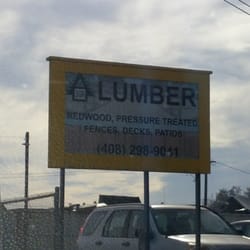 LUMBER
REDWOOD, PRESSURE TREATED
FENCES, DECKS, PATIOS
(408) 298-9011